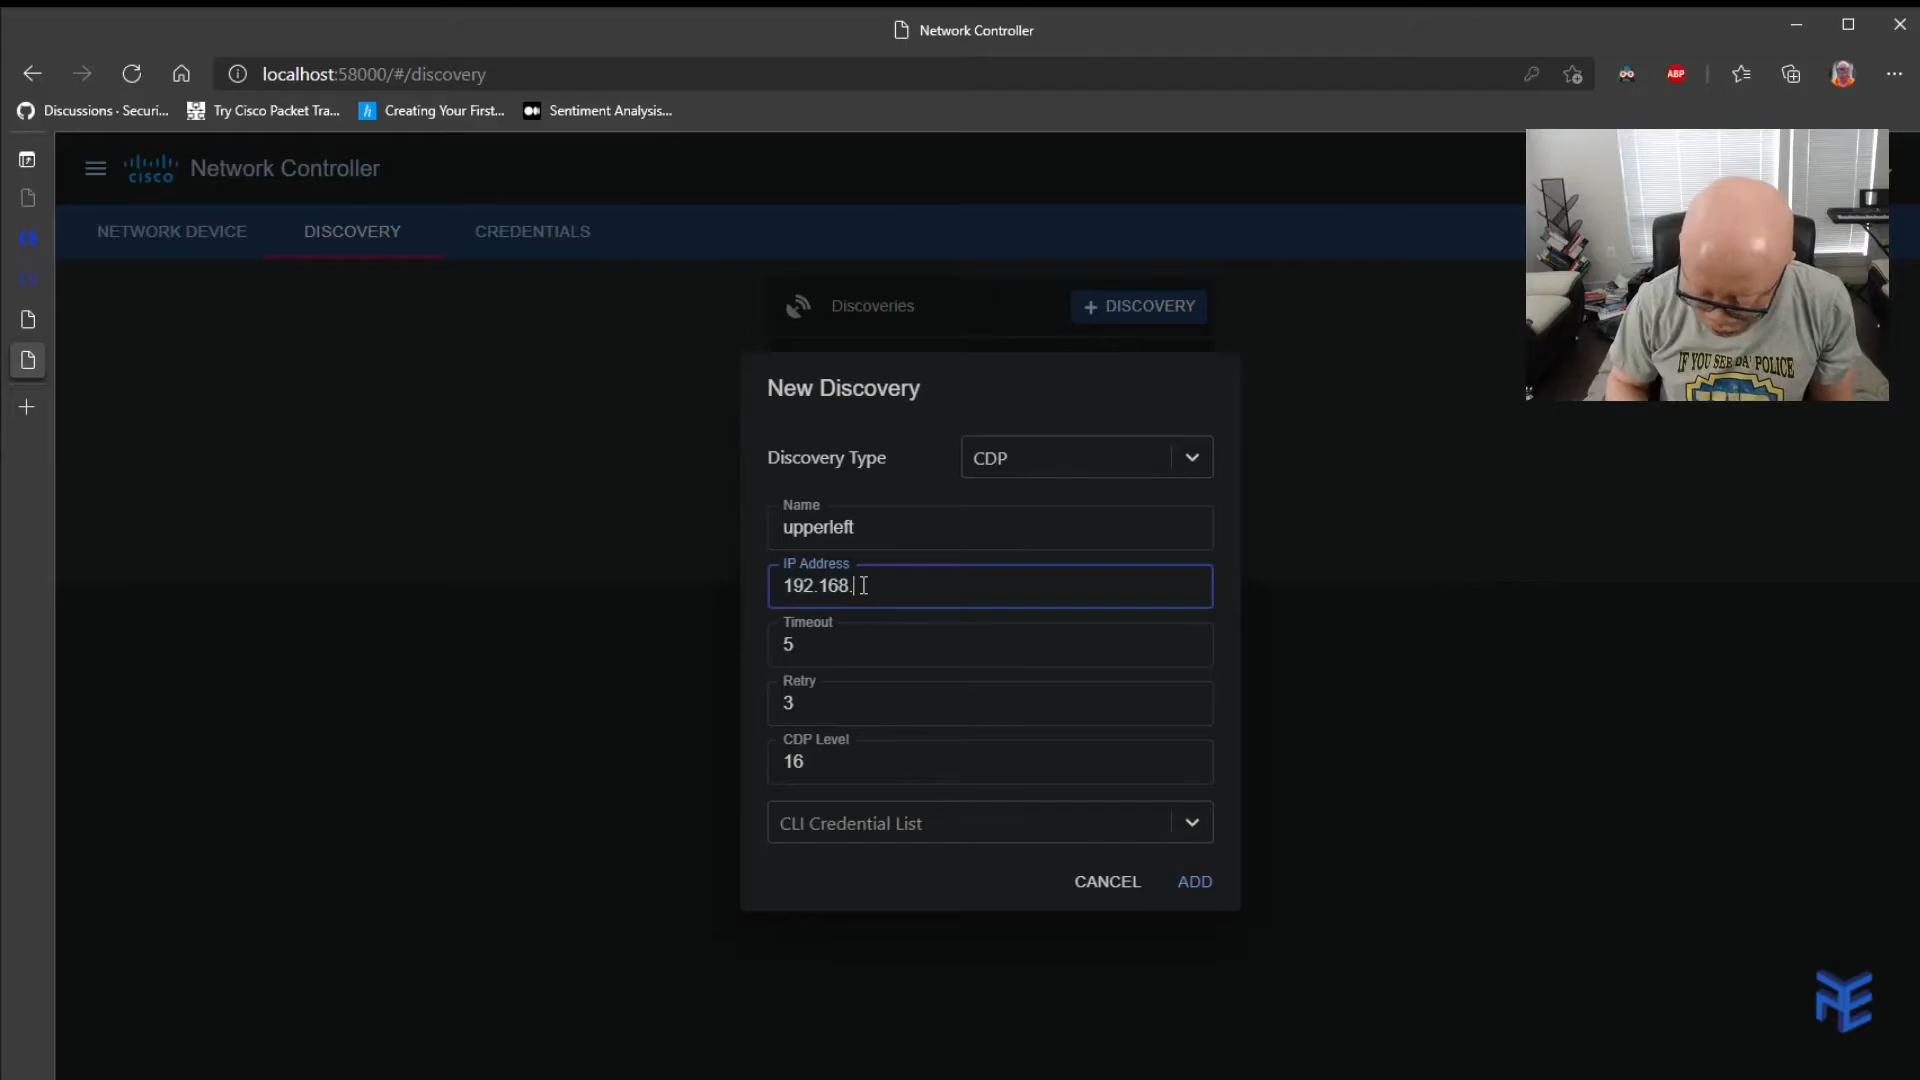 Network Controller
localhost:58000/#/discovery
ABP
Discussions · Securi...
Try Cisco Packet Tra...
h
Creating Your First...
Sentiment Analysis...
cisco
Network Controller
NETWORK DEVICE
DISCOVERY
CREDENTIALS
Discoveries
+ DISCOVERY
IF YOU SEE DA' POLICE
New Discovery
Discovery Type
CDP
Name
upperleft
IP Address
192.168.
Timeout
5
Retry
3
CDP Level
16
CLI Credential List
CANCEL
ADD